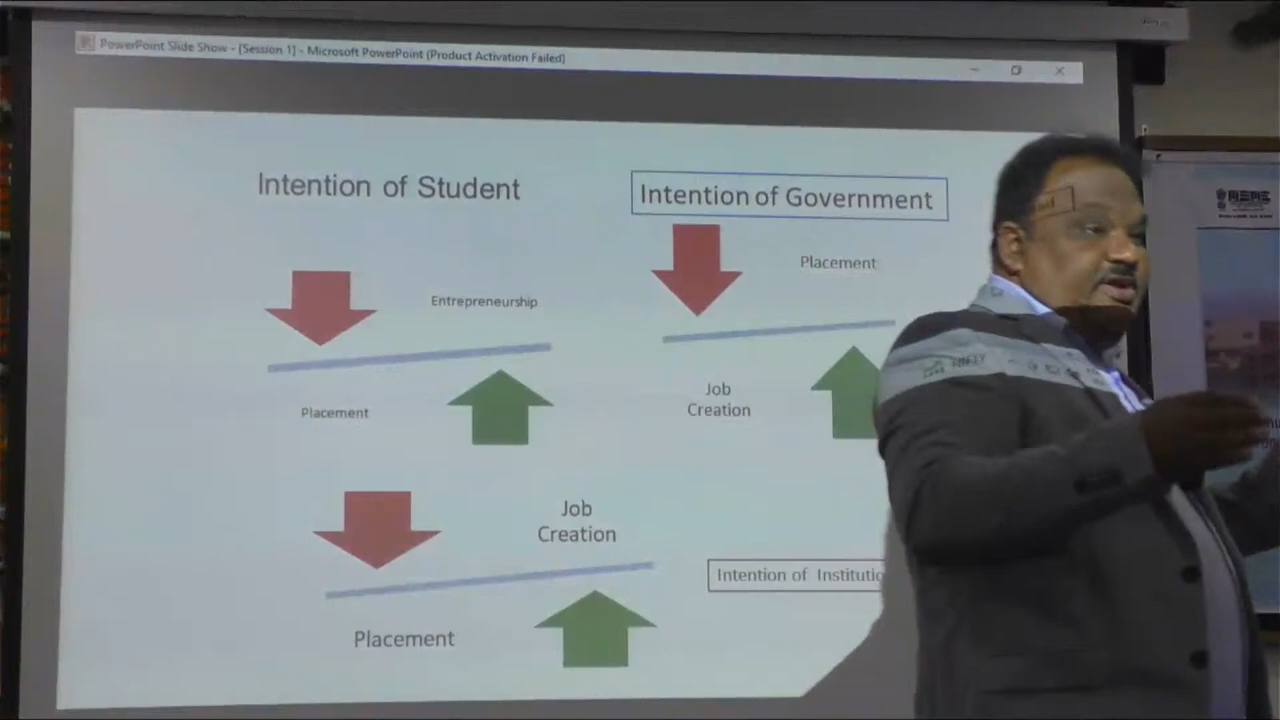 PowerPoint Slide Show - [Session 1] - Microsoft PowerPoint (Product Activation Failed)
Intention of Student
Intention of Government
Entrepreneurship
Placement
Placement
Job
Creation
Job
Creation
Placement
Intention of